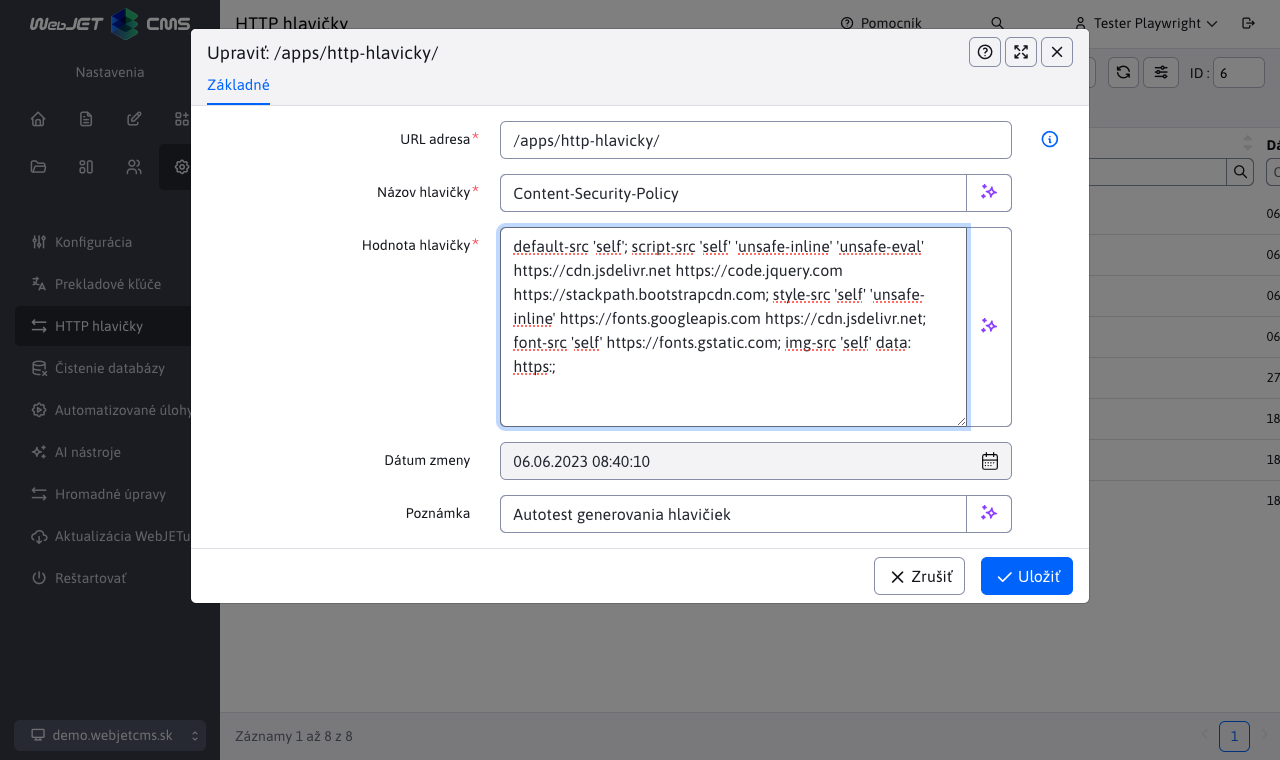 WebJET CMS
HTTP hlavičky
Pomocník
Tester Playwright
Nastavenia
ID :
6
Konfigurácia
Prekladové kľúče
HTTP hlavičky
Čistenie databázy
Automatizované úlohy
AI nástroje
Hromadné úpravy
Aktualizácia WebJETu
Reštartovať
demo.webjetcms.sk
Upraviť: /apps/http-hlavicky/
Základné
URL adresa*
/apps/http-hlavicky/
Názov hlavičky*
Content-Security-Policy
Hodnota hlavičky*
default-src 'self'; script-src 'self' 'unsafe-inline' 'unsafe-eval'
https://cdn.jsdelivr.net https://code.jquery.com
https://stackpath.bootstrapcdn.com; style-src 'self' 'unsafe-
inline' https://fonts.googleapis.com https://cdn.jsdelivr.net;
font-src 'self' https://fonts.gstatic.com; img-src 'self' data:
https:;
Dátum zmeny
06.06.2023 08:40:10
Poznámka
Autotest generovania hlavičiek
Zrušiť
Uložiť
06
06
06
06
27
18
18
18
Záznamy 1 až 8 z 8
1